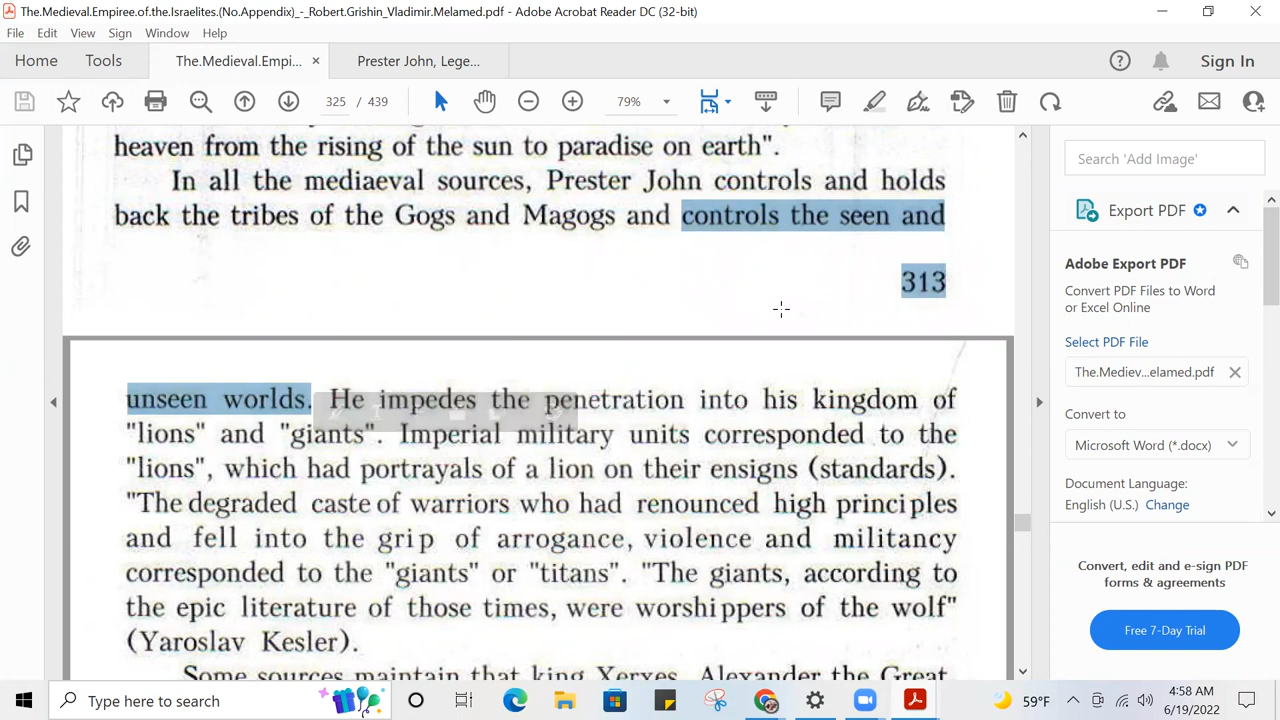 The.Medieval.Empiree.of.the.Israelites.(No.Appendix)_-_Robert.Grishin_Vladimir.Melamed.pdf - Adobe Acrobat Reader DC (32-bit)
File Edit View Sign Window Help
Home Tools The.Medieval.Empi... × Prester John, Lege... Sign In
325 / 439 79%
heaven from the rising of the sun to paradise on earth".
In all the mediaeval sources, Prester John controls and holds
back the tribes of the Gogs and Magogs and controls the seen and
313
unseen worlds. He impedes the penetration into his kingdom of
"lions" and "giants". Imperial military units corresponded to the
"lions", which had portrayals of a lion on their ensigns (standards).
"The degraded caste of warriors who had renounced high principles
and fell into the grip of arrogance, violence and militancy
corresponded to the "giants" or "titans". "The giants, according to
the epic literature of those times, were worshippers of the wolf"
(Yaroslav Kesler).
Some sources maintain that king Xerxes, Alexander the Great,
Search 'Add Image'
Export PDF
Adobe Export PDF
Convert PDF Files to Word
or Excel Online
Select PDF File
The.Mediev...elamed.pdf
Convert to
Microsoft Word (*.docx)
Document Language:
English (U.S.) Change
Convert, edit and e-sign PDF
forms & agreements
Free 7-Day Trial
Type here to search
59°F
4:58 AM
6/19/2022